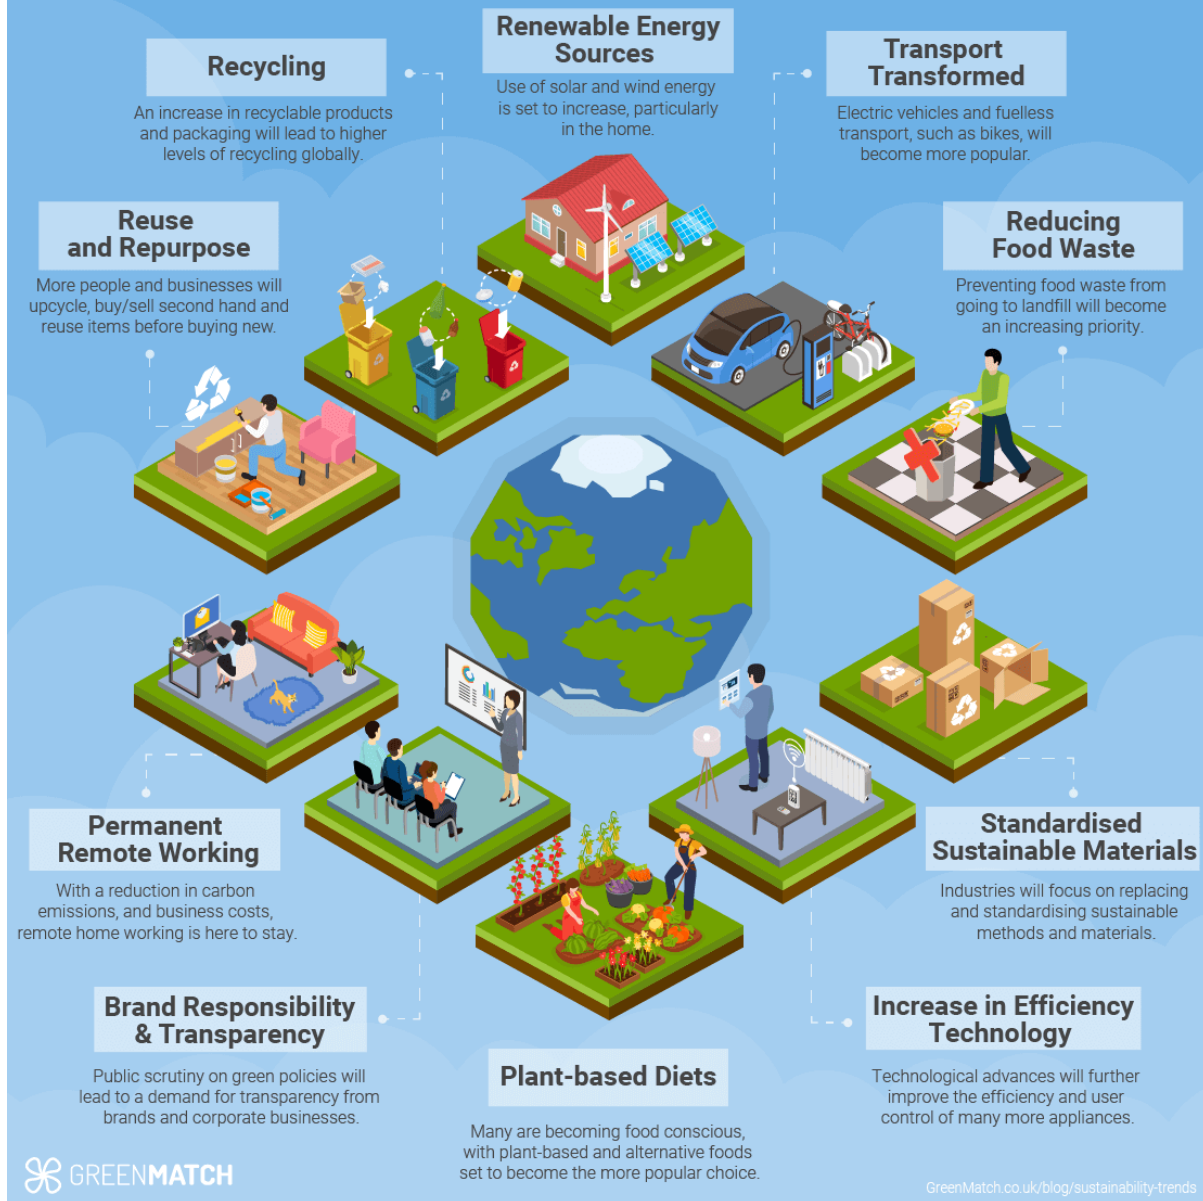 Renewable Energy
Sources
Use of solar and wind energy
is set to increase, particularly
in the home.
Recycling
An increase in recyclable products
and packaging will lead to higher
levels of recycling globally.
Transport
Transformed
Electric vehicles and fuelless
transport, such as bikes, will
become more popular.
Reuse
and Repurpose
More people and businesses will
upcycle, buy/sell second hand and
reuse items before buying new.
Reducing
Food Waste
Preventing food waste from
going to landfill will become
an increasing priority.
Permanent
Remote Working
With a reduction in carbon
emissions, and business costs,
remote home working is here to stay.
Standardised
Sustainable Materials
Industries will focus on replacing
and standardising sustainable
methods and materials.
Brand Responsibility
& Transparency
Public scrutiny on green policies will
lead to a demand for transparency from
brands and corporate businesses.
Increase in Efficiency
Technology
Technological advances will further
improve the efficiency and user
control of many more appliances.
Plant-based Diets
Many are becoming food conscious,
with plant-based and alternative foods
set to become the more popular choice.
GREENMATCH
GreenMatch.co.uk/blog/sustainability-trends